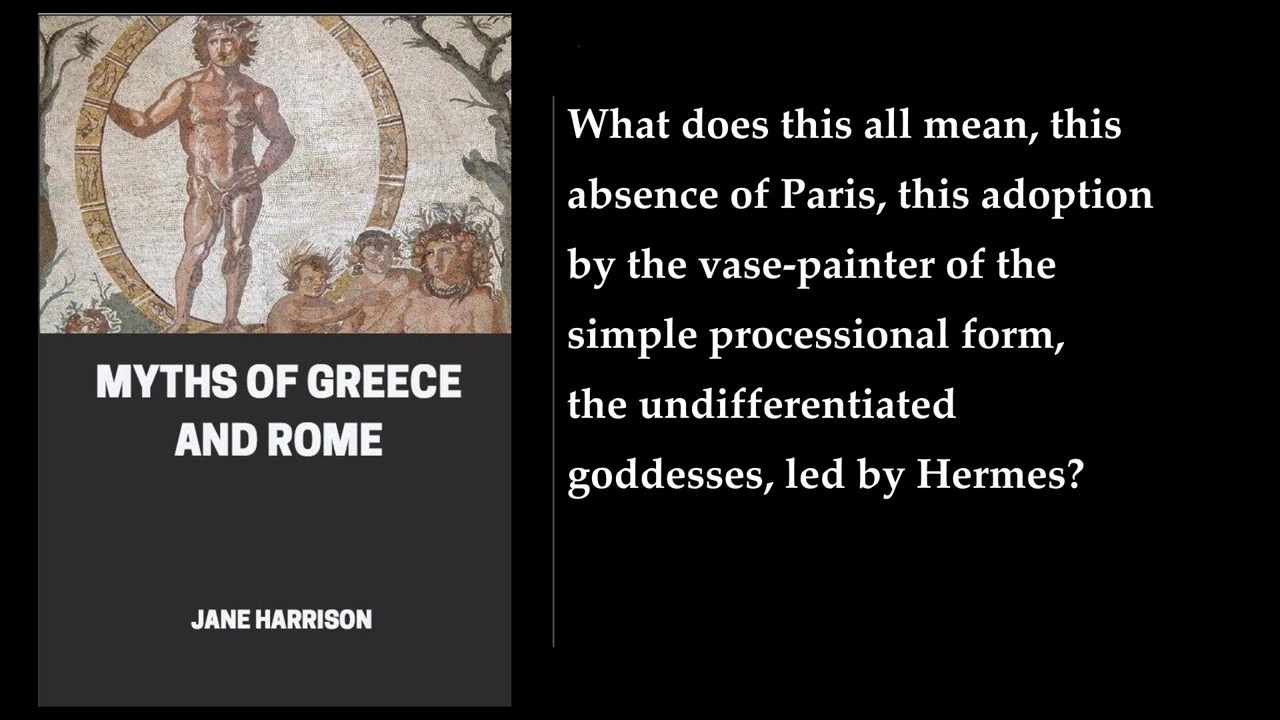 MYTHS OF GREECE
AND ROME
JANE HARRISON
What does this all mean, this
absence of Paris, this adoption
by the vase-painter of the
simple processional form,
the undifferentiated
goddesses, led by Hermes?